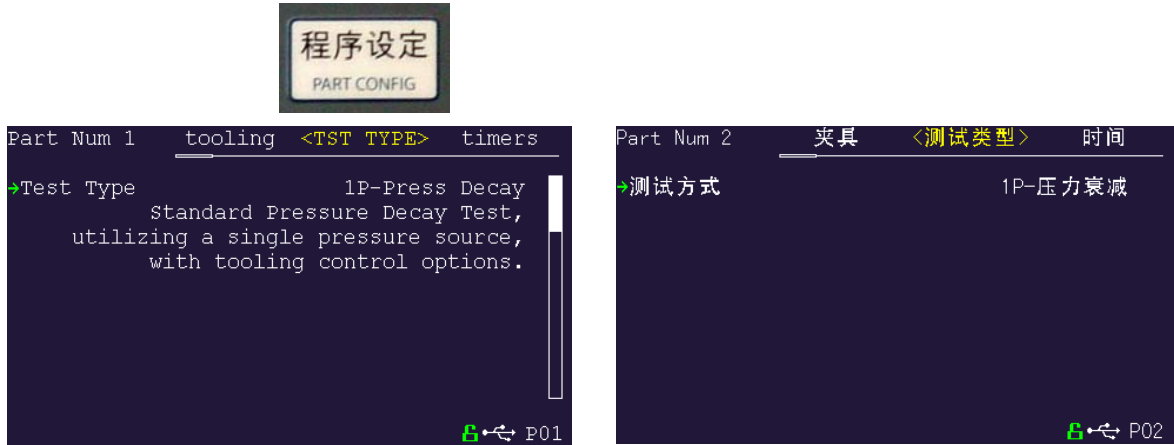 程序设定
PART CONFIG
Part Num 1 tooling <TST TYPE> timers
→Test Type 1P-Press Decay
Standard Pressure Decay Test,
utilizing a single pressure source,
with tooling control options.
P01
Part Num 2 夹具 <测试类型> 时间
→测试方式 1P-压力衰减
P02